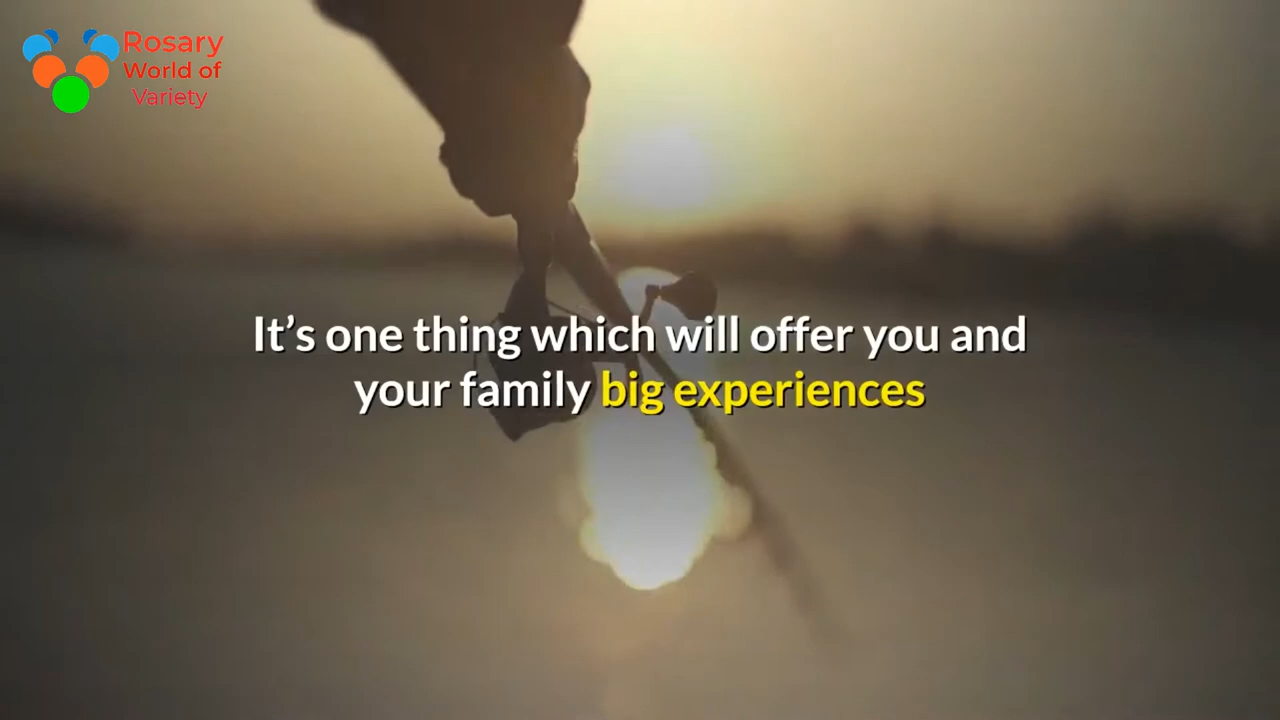 Rosary
World of
Variety
It’s one thing which will offer you and
your family big experiences